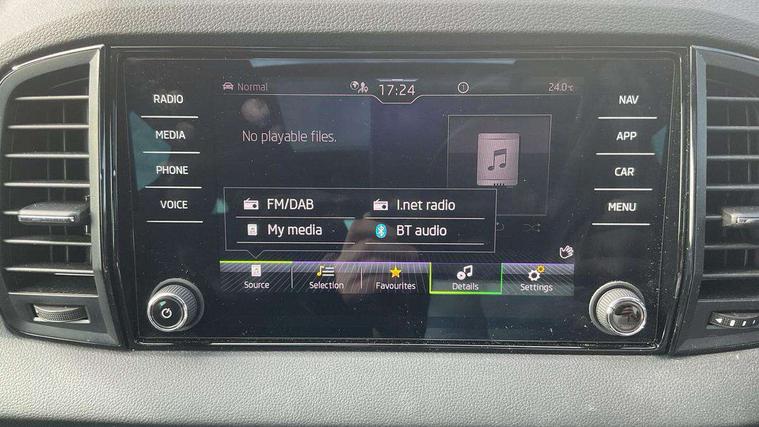 RADIO
MEDIA
PHONE
VOICE
Normal
17:24
24.0°C
No playable files.
FM/DAB
I.net radio
My media
BT audio
Source
Selection
Favourites
Details
Settings
NAV
APP
CAR
MENU